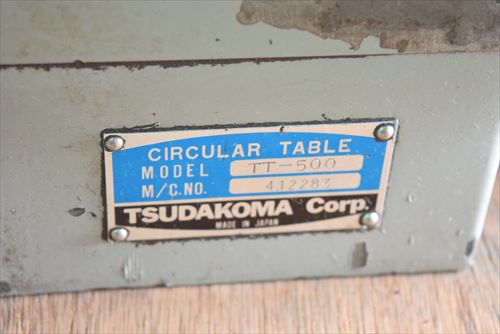 CIRCULAR TABLE
MODEL TT-500
M/C.NO. 412283
TSUDAKOMA Corp.
MADE IN JAPAN